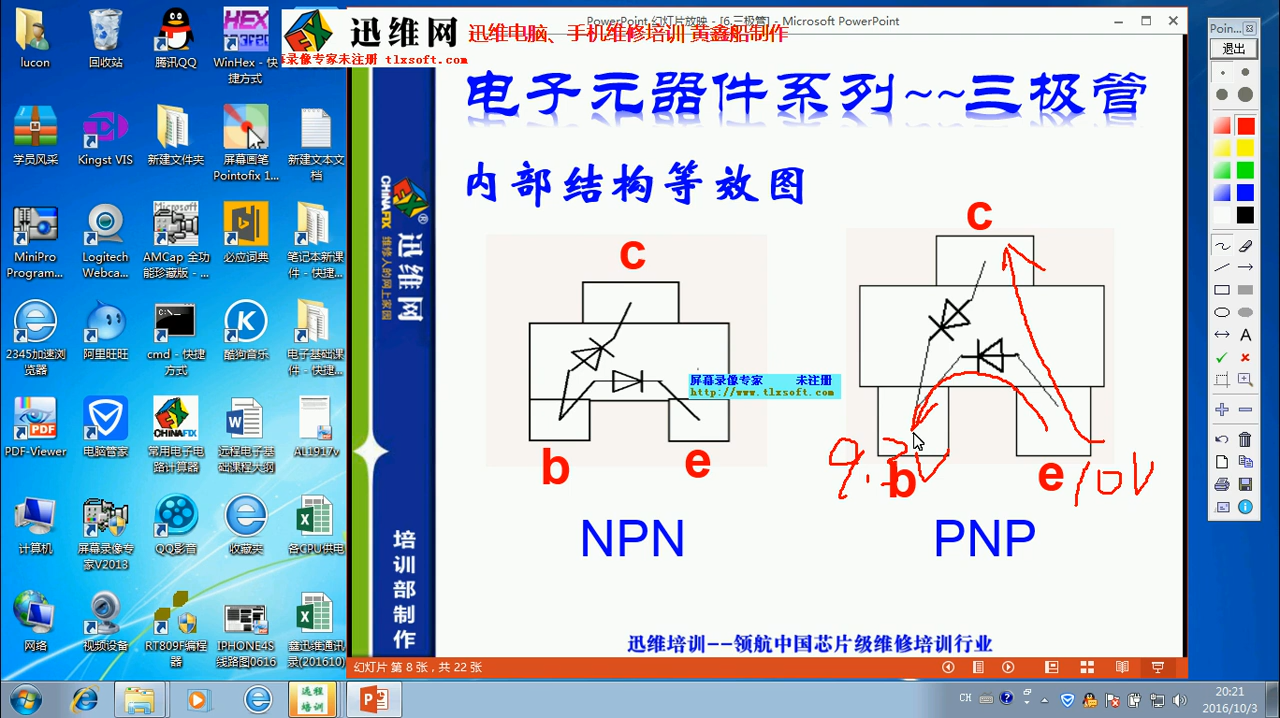 lucon
回收站
腾讯QQ
WinHex - 快捷方式
学员风采
Kingst VIS
新建文件夹
屏幕画笔
Pointofix 1...
新建文本文档
MiniPro
Program...
Logitech
Webca...
AMCap 全功能珍藏版 - ...
必应词典
笔记本新课件 - 快捷...
2345加速浏览器
阿里旺旺
cmd - 快捷方式
酷狗音乐
电子基础课件 - 快捷...
PDF-Viewer
电脑管家
常用电子电路计算器
远程电子基础课程大纲
AL1917v
计算机
屏幕录像专家V2013
QQ影音
收藏夹
各CPU供电
网络
视频设备
RT809F编程器
IPHONE4S
线路图0616
鑫迅维通讯录(201610)
迅维网
迅维电脑、手机维修培训 黄鑫船制作
屏幕录像专家未注册 tlxsoft.com
PowerPoint 幻灯片放映 - [6.三极管] - Microsoft PowerPoint
电子元器件系列~~三极管
内部结构等效图
CHINAFIX
迅维网
维修人的网上家园
培训部制作
c
b
e
NPN
屏幕录像专家 未注册
http://www.tlxsoft.com
c
b
e
9.3V
10V
PNP
迅维培训--领航中国芯片级维修培训行业
幻灯片 第 8 张，共 22 张
Poin...
退出
A
CH
20:21
2016/10/3
远程
培训